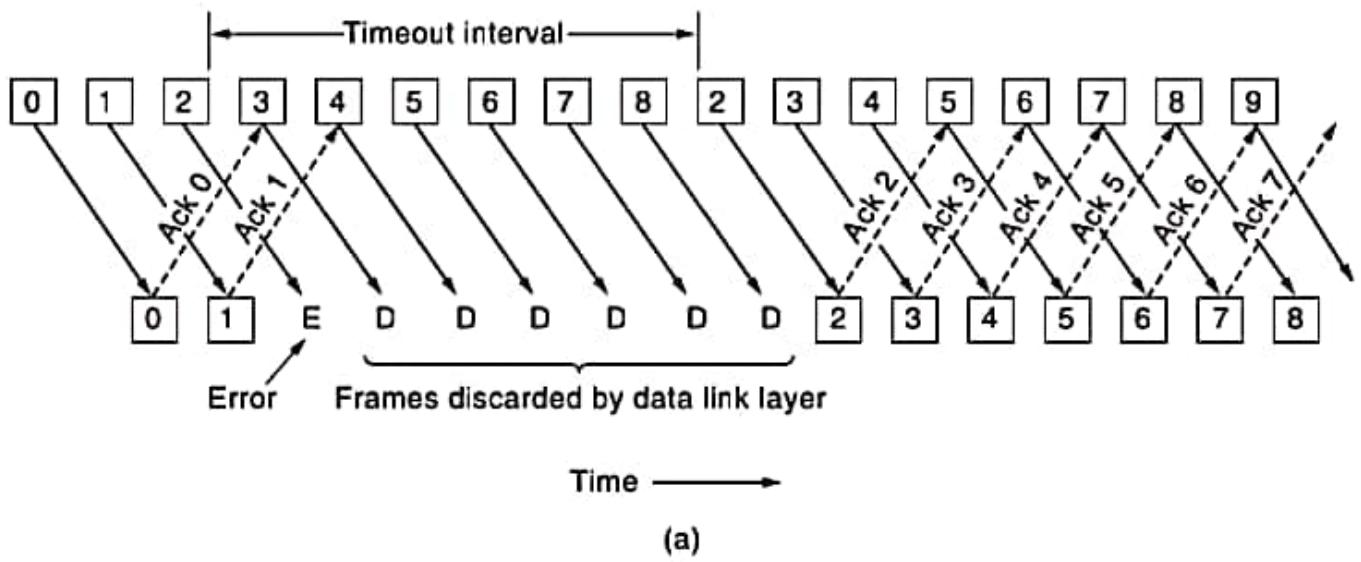 Timeout interval
0 1 2 3 4 5 6 7 8 2 3 4 5 6 7 8 9
Ack 0 Ack 1 Ack 2 Ack 3 Ack 4 Ack 5 Ack 6 Ack 7
0 1 E D D D D D D 2 3 4 5 6 7 8
Error Frames discarded by data link layer
Time
(a)